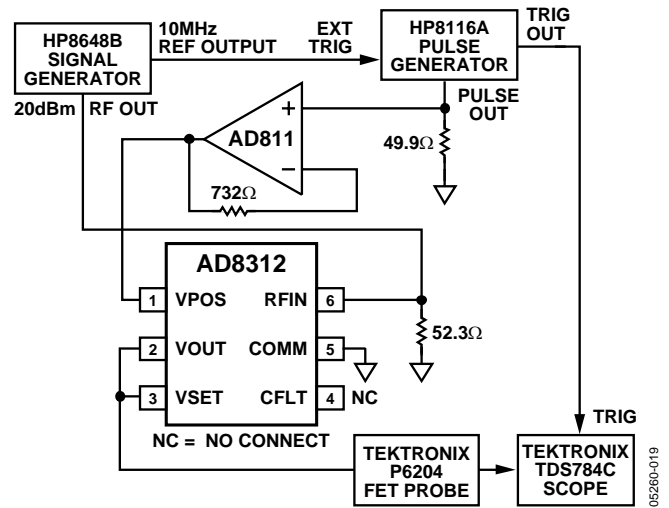 HP8648B
SIGNAL
GENERATOR
10MHz
REF OUTPUT
EXT
TRIG
HP8116A
PULSE
GENERATOR
TRIG
OUT
20dBm
RF OUT
PULSE
OUT
+
AD811
−
49.9Ω
732Ω
AD8312
1 VPOS RFIN 6
2 VOUT COMM 5
3 VSET CFLT 4 NC
52.3Ω
NC = NO CONNECT
TRIG
TEKTRONIX
P6204
FET PROBE
TEKTRONIX
TDS784C
SCOPE
05260-019